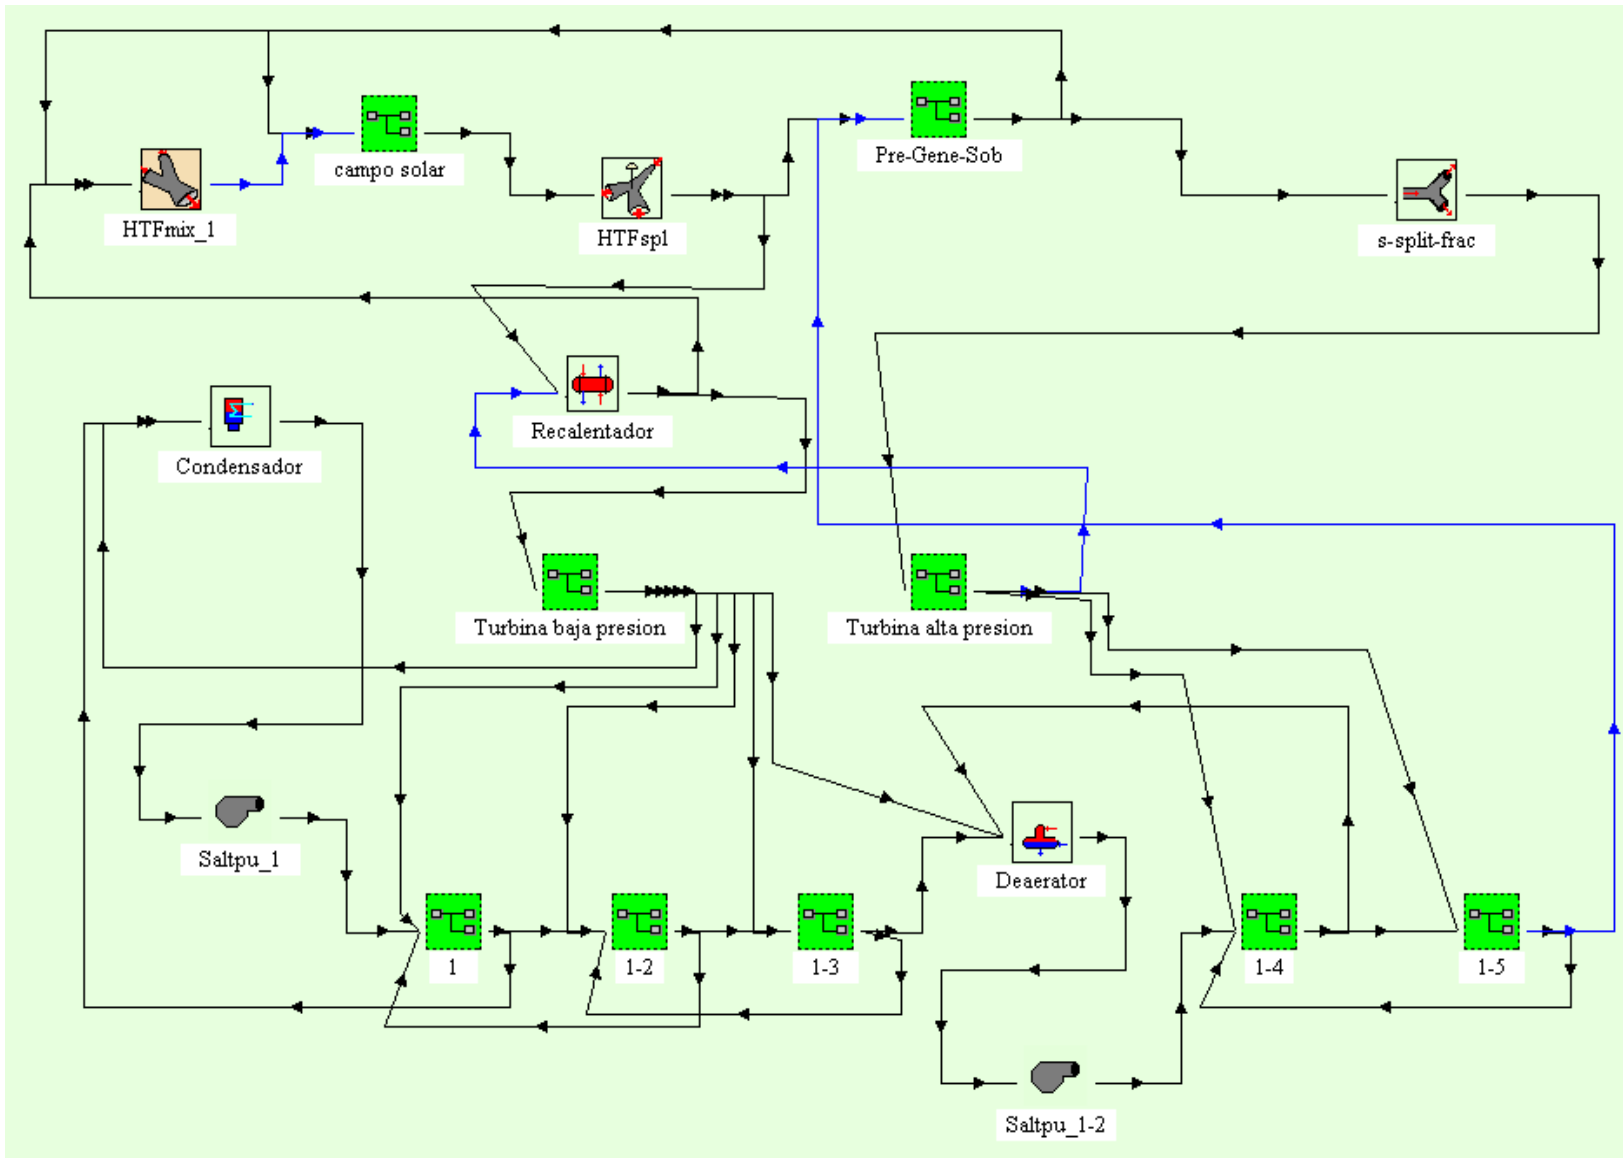 campo solar
Pre-Gene-Sob
HTFmix_1
HTFspl
s-split-frac
Recalentador
Condensador
Turbina baja presion
Turbina alta presion
Saltpu_1
Deaerator
1
1-2
1-3
1-4
1-5
Saltpu_1-2